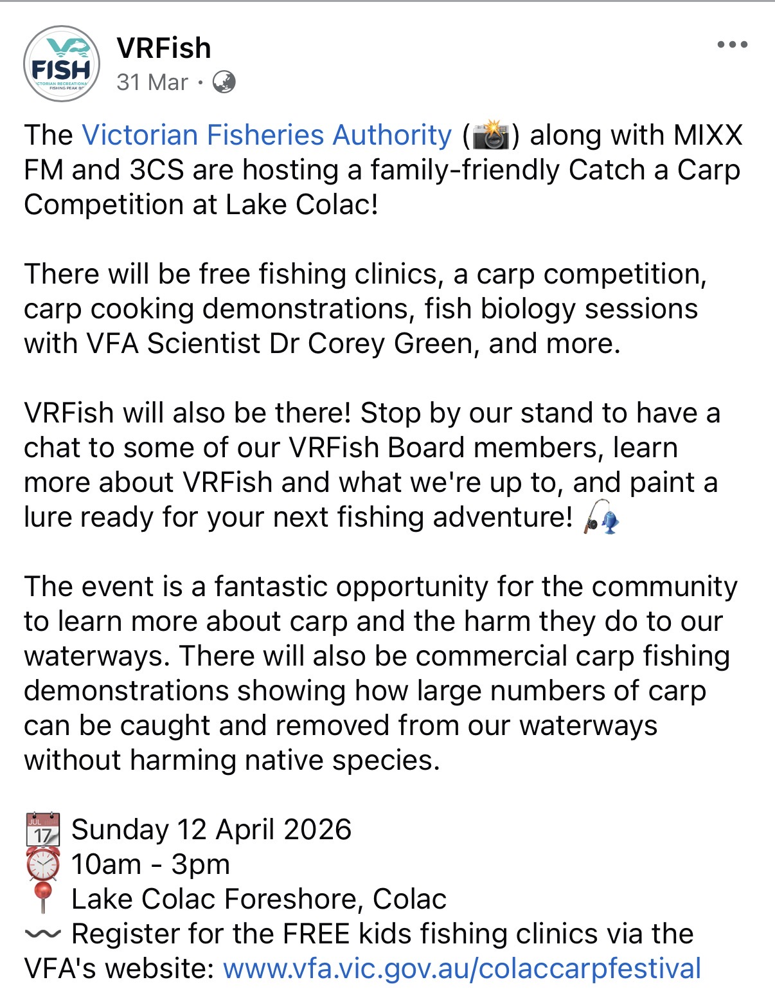 VR
FISH
VICTORIAN RECREATIONAL
FISHING PEAK BODY
VRFish
31 Mar ·
The Victorian Fisheries Authority (📸) along with MIXX
FM and 3CS are hosting a family-friendly Catch a Carp
Competition at Lake Colac!
There will be free fishing clinics, a carp competition,
carp cooking demonstrations, fish biology sessions
with VFA Scientist Dr Corey Green, and more.
VRFish will also be there! Stop by our stand to have a
chat to some of our VRFish Board members, learn
more about VRFish and what we're up to, and paint a
lure ready for your next fishing adventure! 🎣
The event is a fantastic opportunity for the community
to learn more about carp and the harm they do to our
waterways. There will also be commercial carp fishing
demonstrations showing how large numbers of carp
can be caught and removed from our waterways
without harming native species.
📅 Sunday 12 April 2026
⏰ 10am - 3pm
📍 Lake Colac Foreshore, Colac
〰️ Register for the FREE kids fishing clinics via the
VFA's website: www.vfa.vic.gov.au/colaccarpfestival